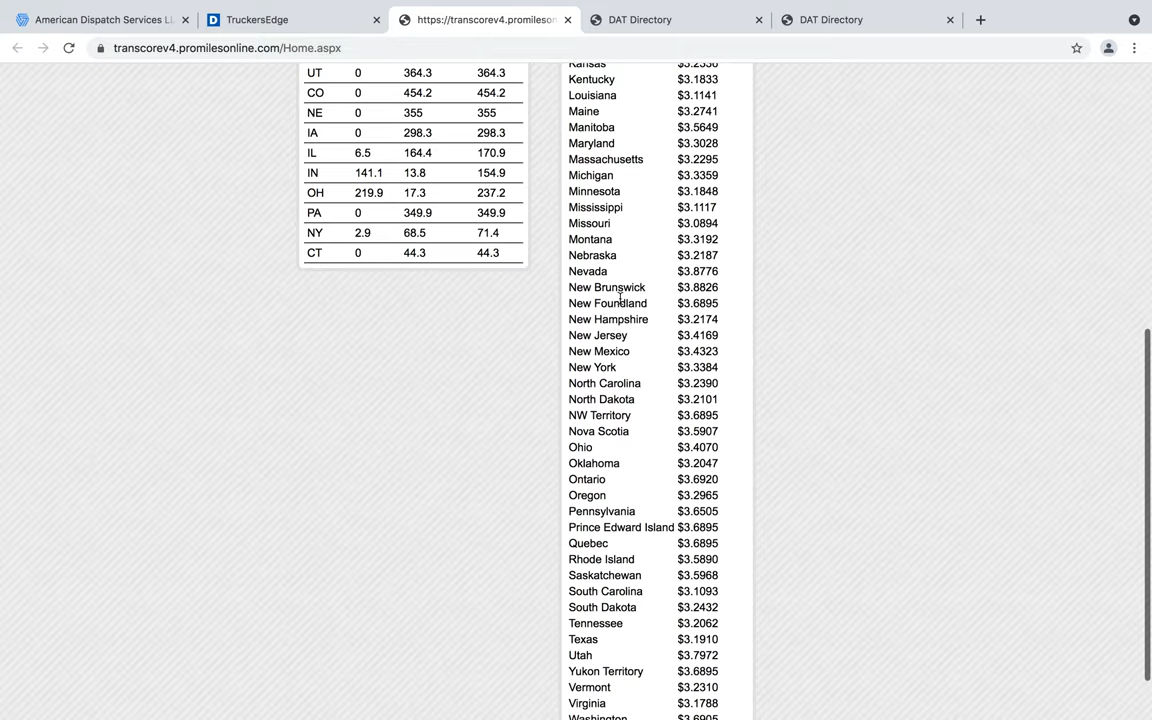 American Dispatch Services LL
TruckersEdge
https://transcorev4.promileson
DAT Directory
DAT Directory
transcorev4.promilesonline.com/Home.aspx
UT 0 364.3 364.3
CO 0 454.2 454.2
NE 0 355 355
IA 0 298.3 298.3
IL 6.5 164.4 170.9
IN 141.1 13.8 154.9
OH 219.9 17.3 237.2
PA 0 349.9 349.9
NY 2.9 68.5 71.4
CT 0 44.3 44.3
Kansas $3.2336
Kentucky $3.1833
Louisiana $3.1141
Maine $3.2741
Manitoba $3.5649
Maryland $3.3028
Massachusetts $3.2295
Michigan $3.3359
Minnesota $3.1848
Mississippi $3.1117
Missouri $3.0894
Montana $3.3192
Nebraska $3.2187
Nevada $3.8776
New Brunswick $3.8826
New Foundland $3.6895
New Hampshire $3.2174
New Jersey $3.4169
New Mexico $3.4323
New York $3.3384
North Carolina $3.2390
North Dakota $3.2101
NW Territory $3.6895
Nova Scotia $3.5907
Ohio $3.4070
Oklahoma $3.2047
Ontario $3.6920
Oregon $3.2965
Pennsylvania $3.6505
Prince Edward Island $3.6895
Quebec $3.6895
Rhode Island $3.5890
Saskatchewan $3.5968
South Carolina $3.1093
South Dakota $3.2432
Tennessee $3.2062
Texas $3.1910
Utah $3.7972
Yukon Territory $3.6895
Vermont $3.2310
Virginia $3.1788
Washington $3.6905